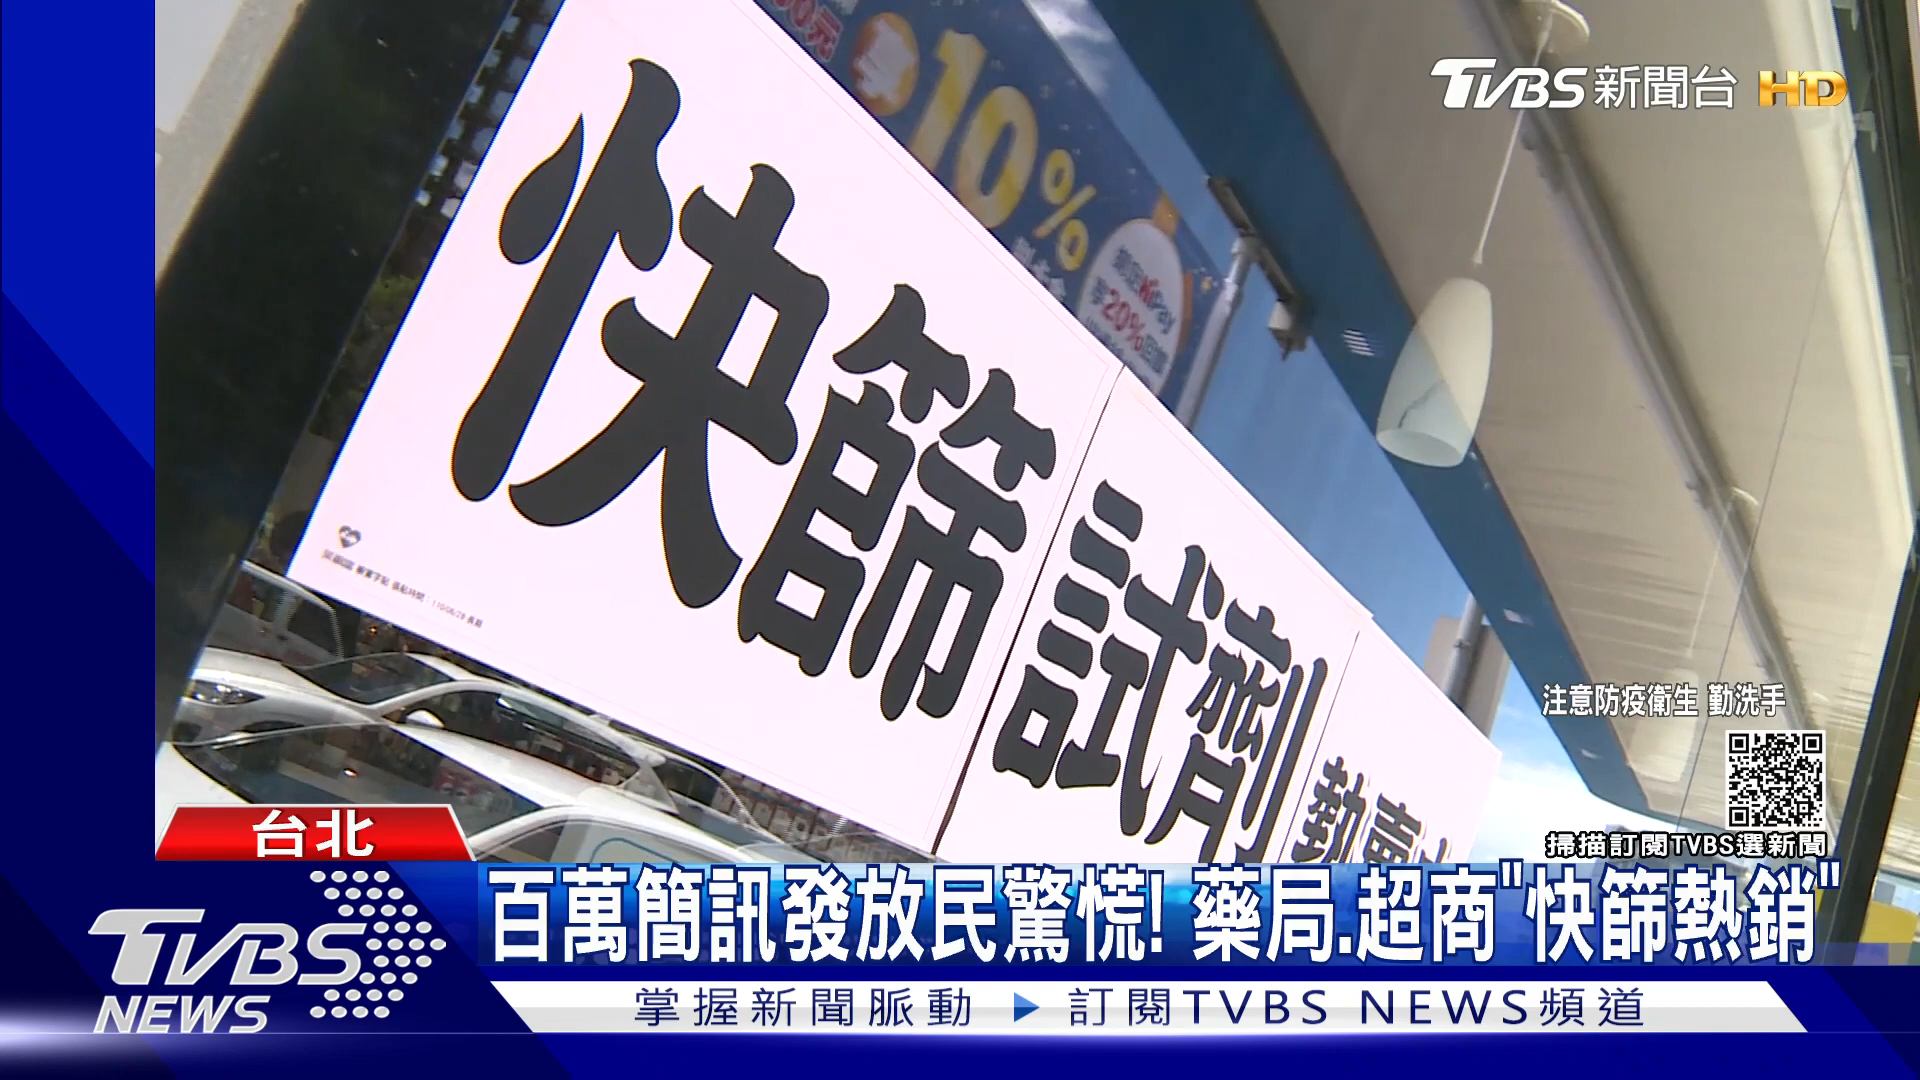 TVBS新聞台 HD
10%
20%
快篩 試劑 熱賣
注意防疫衛生 勤洗手
掃描訂閱TVBS選新聞
台北
百萬簡訊發放民驚慌! 藥局.超商"快篩熱銷"
TVBS NEWS
掌握新聞脈動 ▶ 訂閱TVBS NEWS頻道